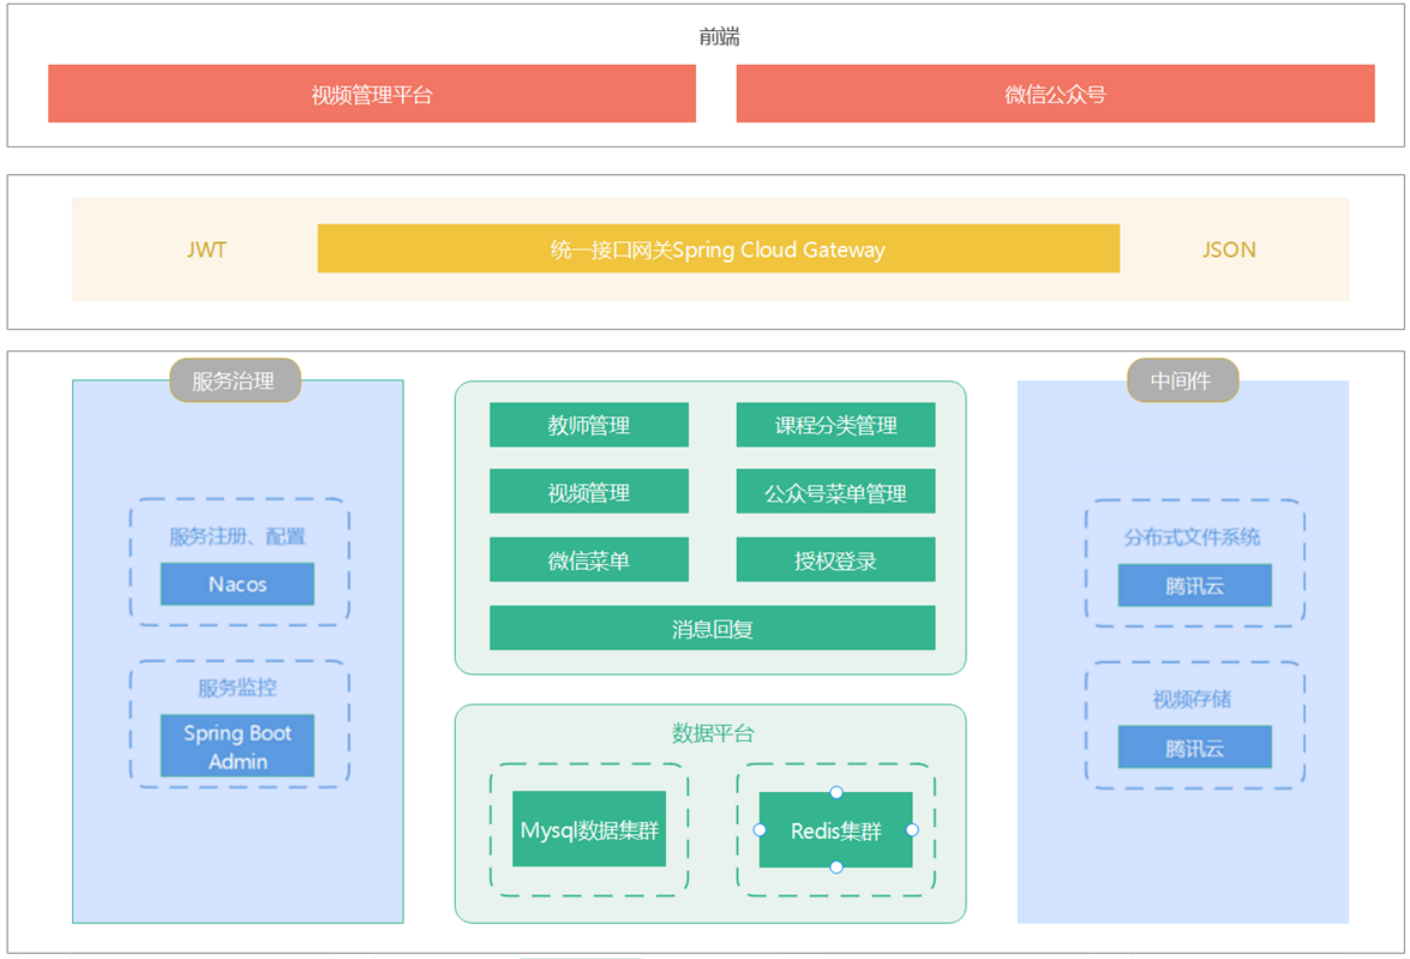 前端
视频管理平台
微信公众号
JWT
统一接口网关Spring Cloud Gateway
JSON
服务治理
服务注册、配置
Nacos
服务监控
Spring Boot
Admin
教师管理
课程分类管理
视频管理
公众号菜单管理
微信菜单
授权登录
消息回复
数据平台
Mysql数据集群
Redis集群
中间件
分布式文件系统
腾讯云
视频存储
腾讯云